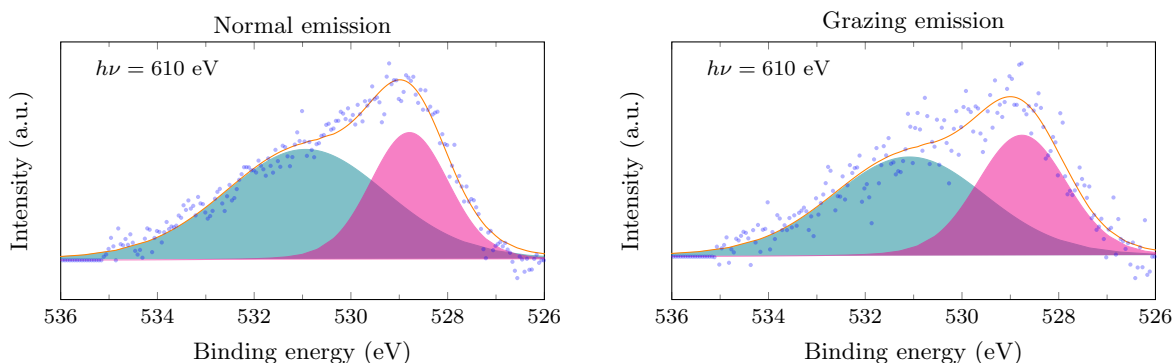 Normal emission
hν = 610 eV
Intensity (a.u.)
536 534 532 530 528 526
Binding energy (eV)
Grazing emission
hν = 610 eV
Intensity (a.u.)
536 534 532 530 528 526
Binding energy (eV)